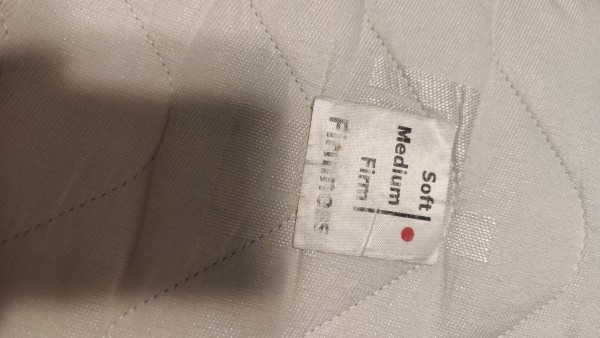 Soft
Medium
Firm
Firmness